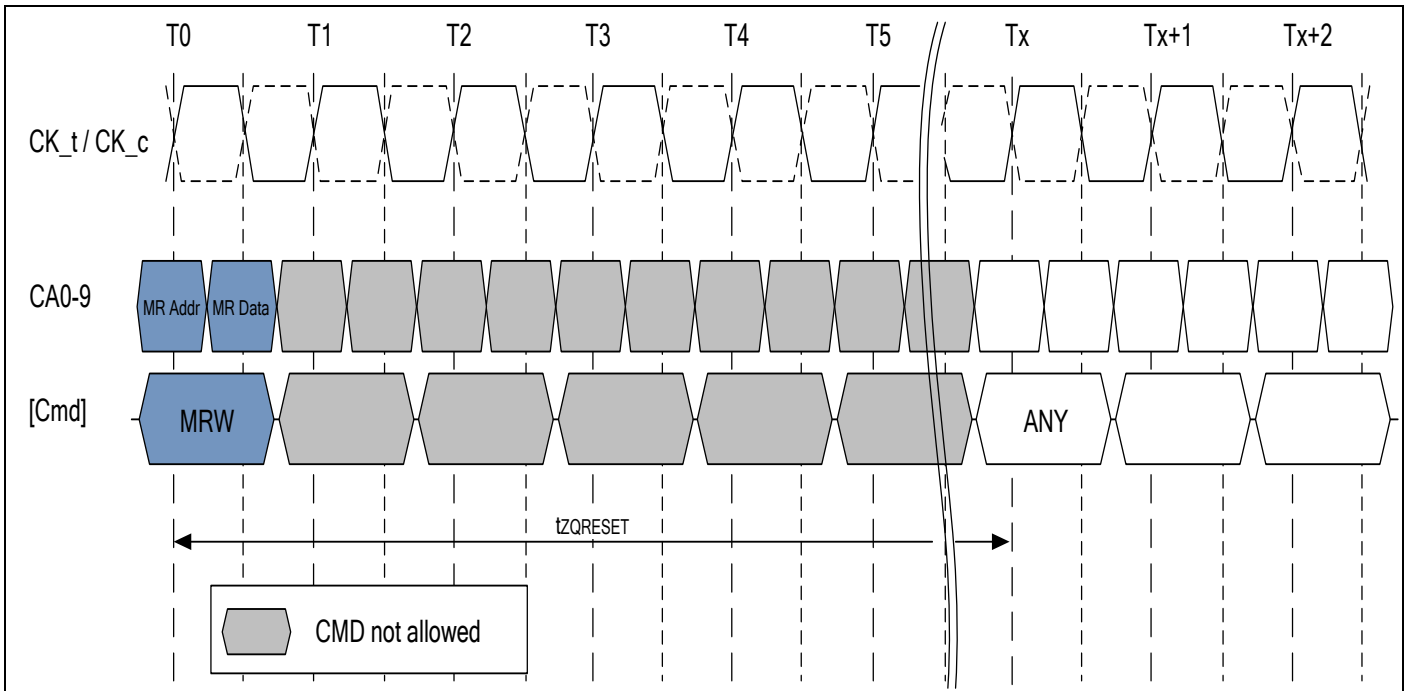 T0 T1 T2 T3 T4 T5 Tx Tx+1 Tx+2
CK_t / CK_c
CA0-9 MR Addr MR Data
[Cmd] MRW ANY
tZQRESET
CMD not allowed